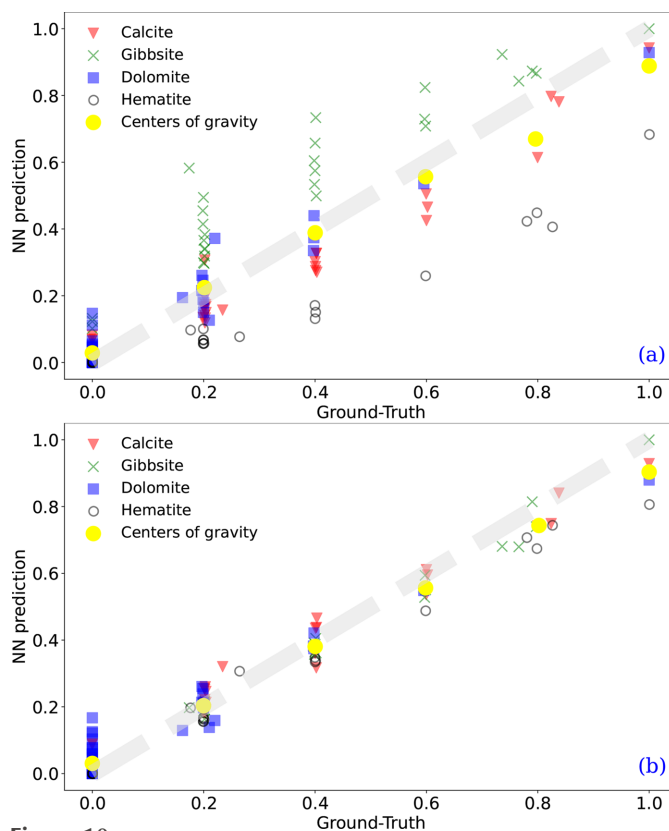 1.0
Calcite
Gibbsite
0.8
Dolomite
Hematite
Centers of gravity
0.6
NN prediction
0.4
0.2
0.0
(a)
0.0 0.2 0.4 0.6 0.8 1.0
Ground-Truth
1.0
Calcite
Gibbsite
0.8
Dolomite
Hematite
Centers of gravity
0.6
NN prediction
0.4
0.2
0.0
(b)
0.0 0.2 0.4 0.6 0.8 1.0
Ground-Truth